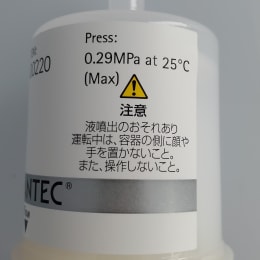 Press:
0.29MPa at 25°C
(Max)
注意
液噴出のおそれあり
運転中は、容器の側に顔や
手を置かないこと。
また、操作しないこと。
NTEC®